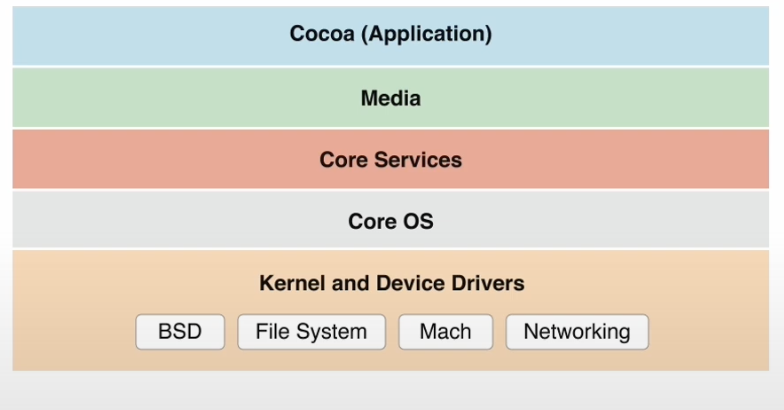 Cocoa (Application)
Media
Core Services
Core OS
Kernel and Device Drivers
BSD File System Mach Networking